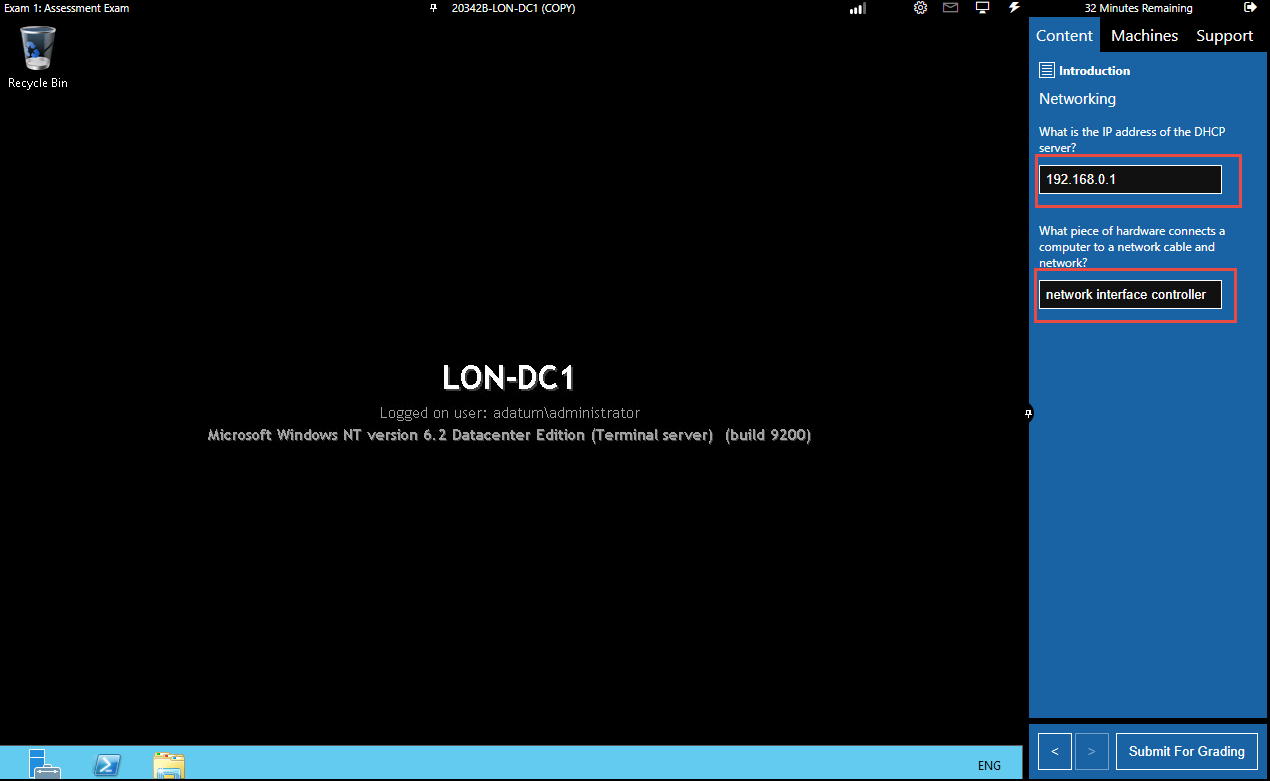 Exam 1: Assessment Exam
20342B-LON-DC1 (COPY)
32 Minutes Remaining
Recycle Bin
Content
Machines
Support
Introduction
Networking
What is the IP address of the DHCP
server?
192.168.0.1
What piece of hardware connects a
computer to a network cable and
network?
network interface controller
LON-DC1
Logged on user: adatum\administrator
Microsoft Windows NT version 6.2 Datacenter Edition (Terminal server) (build 9200)
ENG
<
>
Submit For Grading